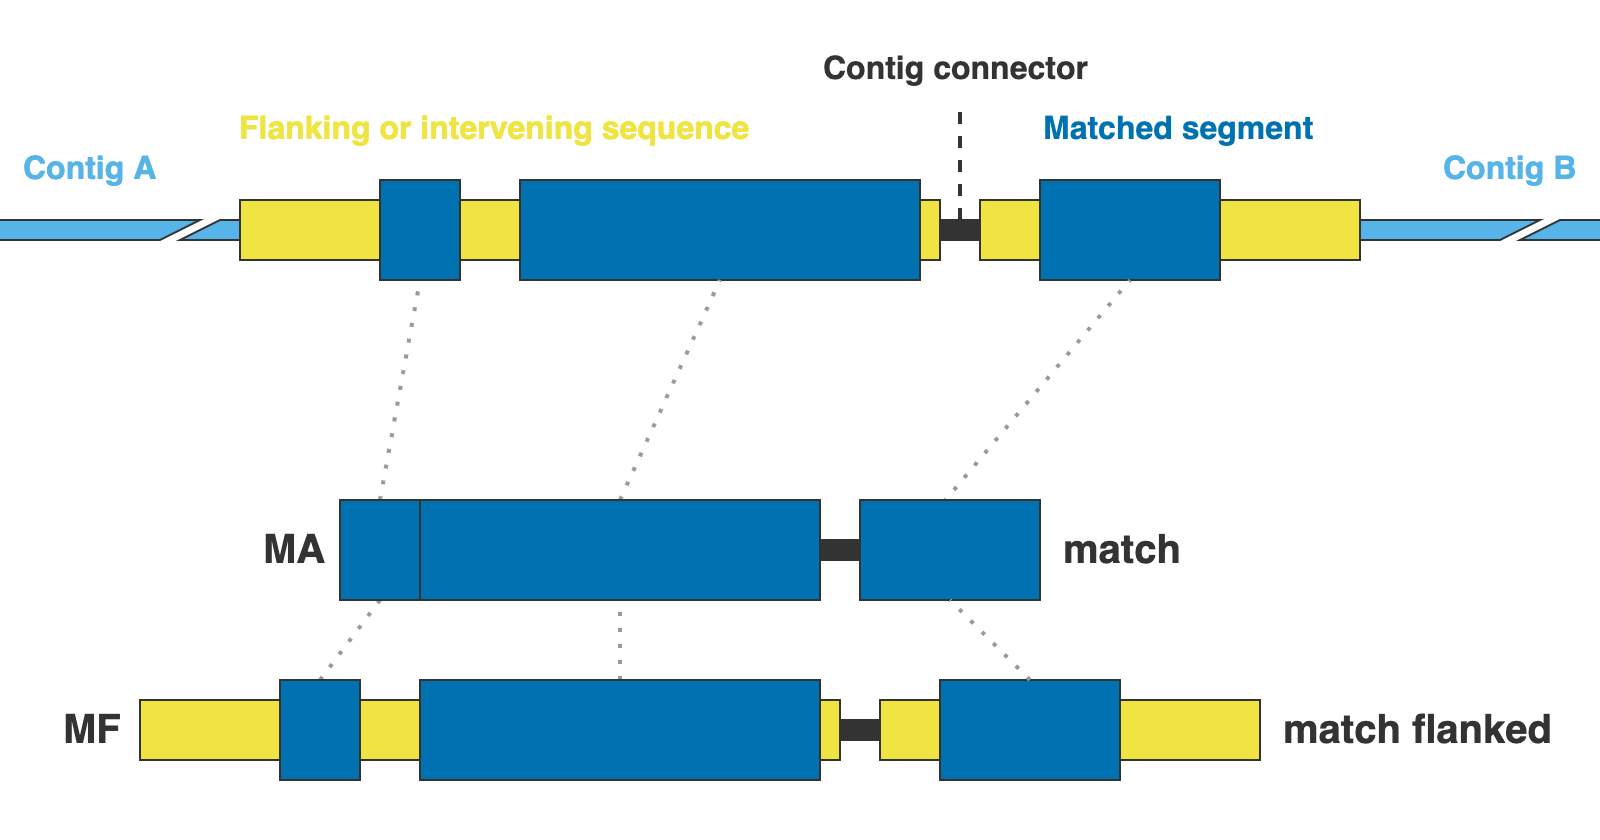 Contig connector
Flanking or intervening sequence
Matched segment
Contig A
Contig B
MA
match
MF
match flanked